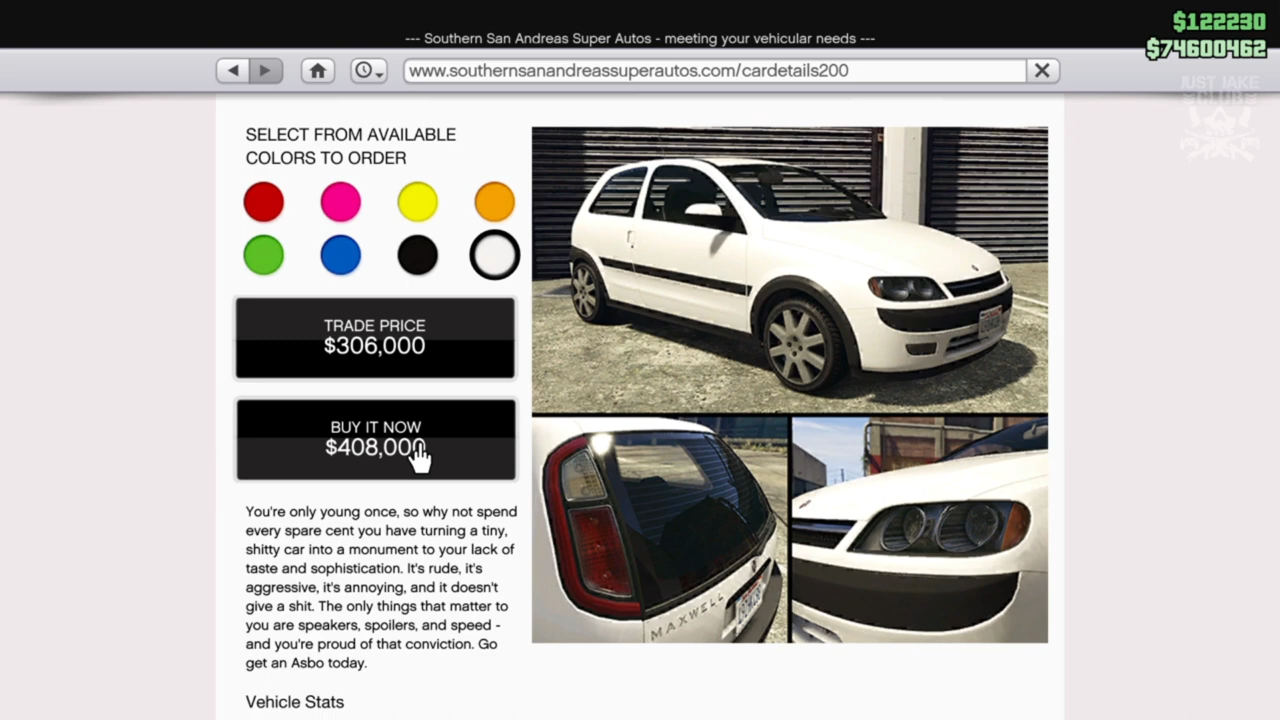 --- Southern San Andreas Super Autos - meeting your vehicular needs ---
$122230
$74600462
www.southernsanandreassuperautos.com/cardetails200
JUST JAKE
CLUB
SELECT FROM AVAILABLE
COLORS TO ORDER
TRADE PRICE
$306,000
BUY IT NOW
$408,000
You're only young once, so why not spend
every spare cent you have turning a tiny,
shitty car into a monument to your lack of
taste and sophistication. It's rude, it's
aggressive, it's annoying, and it doesn't
give a shit. The only things that matter to
you are speakers, spoilers, and speed -
and you're proud of that conviction. Go
get an Asbo today.
Vehicle Stats
MAXWELL